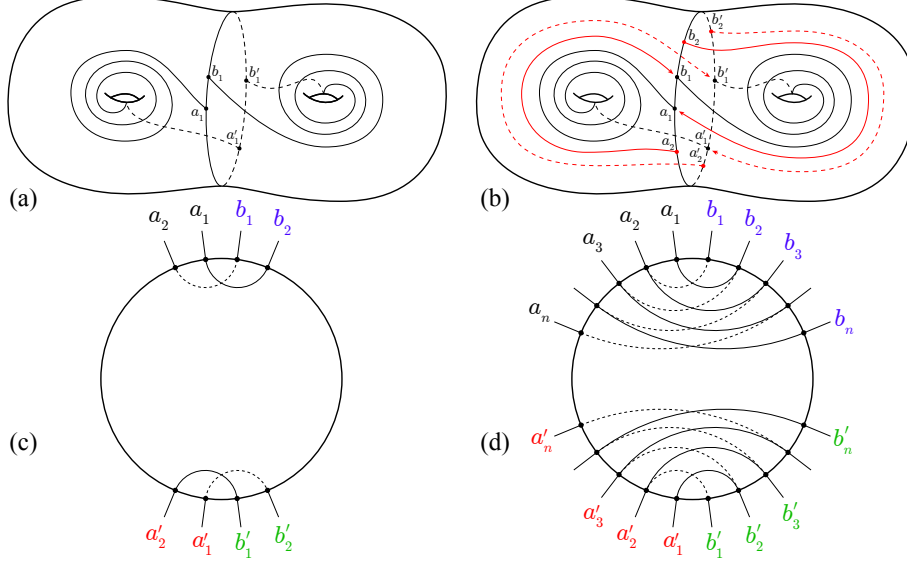 b₁ b'₁ a₁ a'₁
(a)
b'₂ b₂ b₁ b'₁ a₁ a'₁ a₂ a'₂
(b)
a₂ a₁ b₁ b₂
(c)
a'₂ a'₁ b'₁ b'₂
a₃ a₂ a₁ b₁ b₂ b₃
aₙ bₙ
(d)
a'ₙ b'ₙ
a'₃ a'₂ a'₁ b'₁ b'₂ b'₃